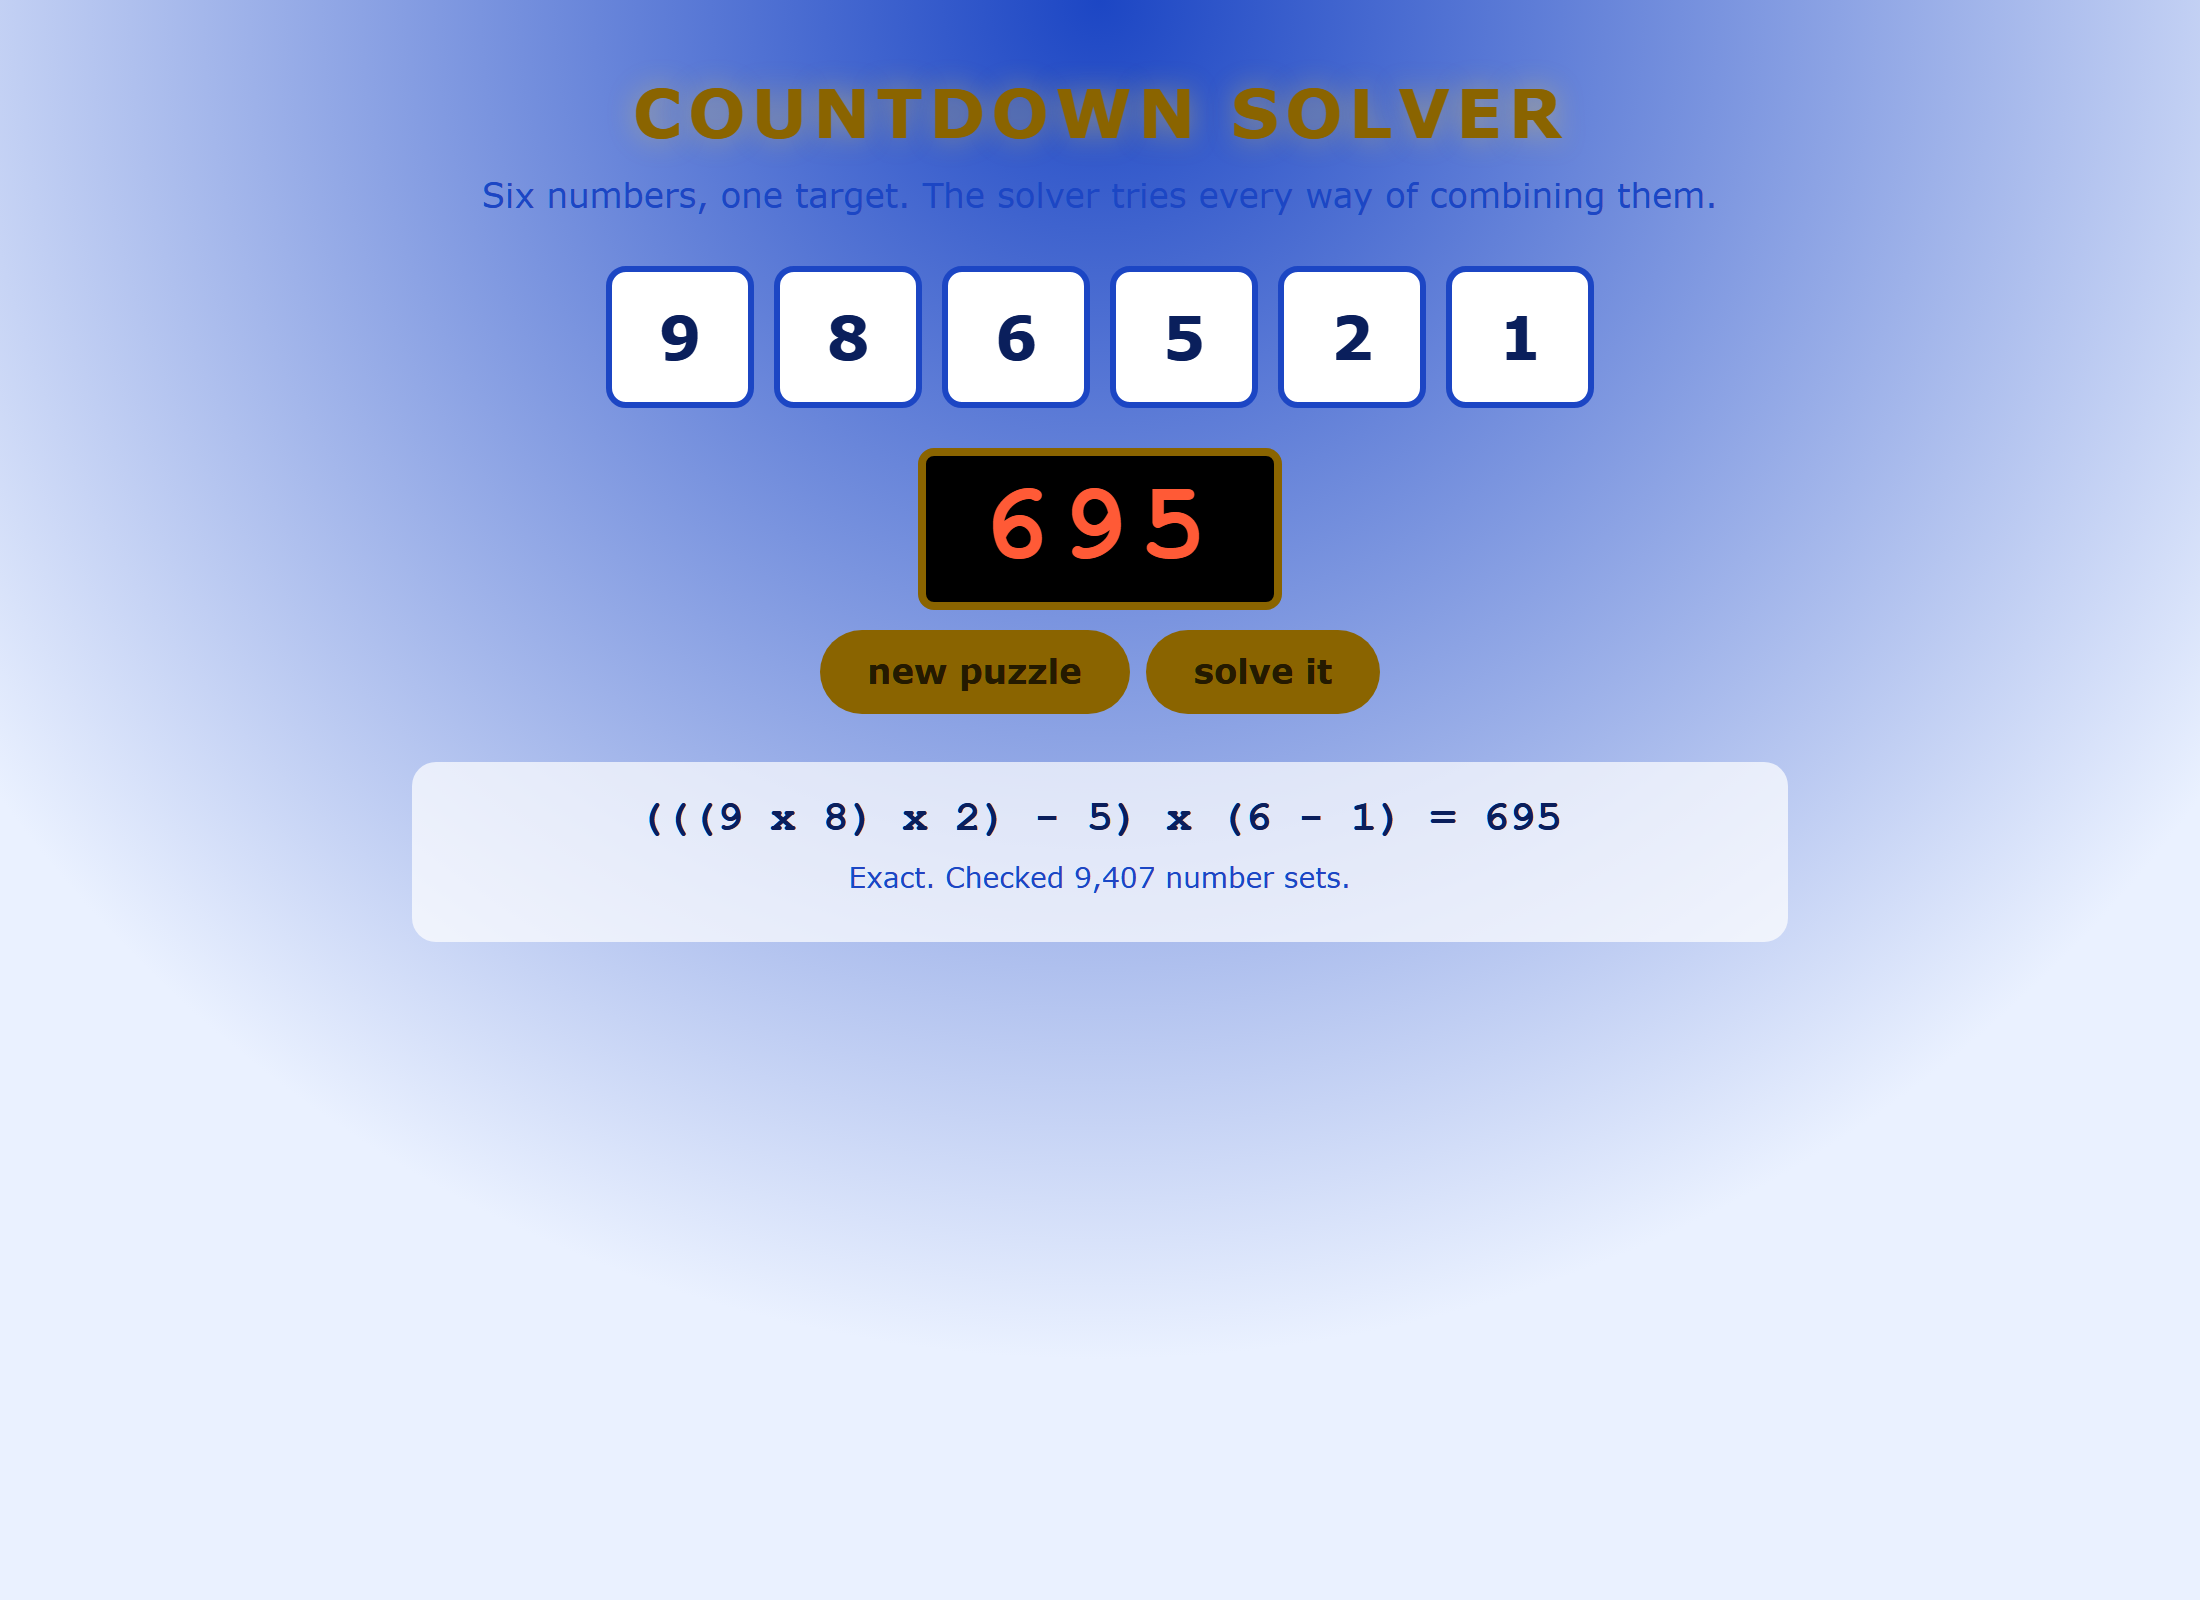 COUNTDOWN SOLVER
Six numbers, one target. The solver tries every way of combining them.
9 8 6 5 2 1
695
new puzzle solve it
(((9 x 8) x 2) - 5) x (6 - 1) = 695
Exact. Checked 9,407 number sets.